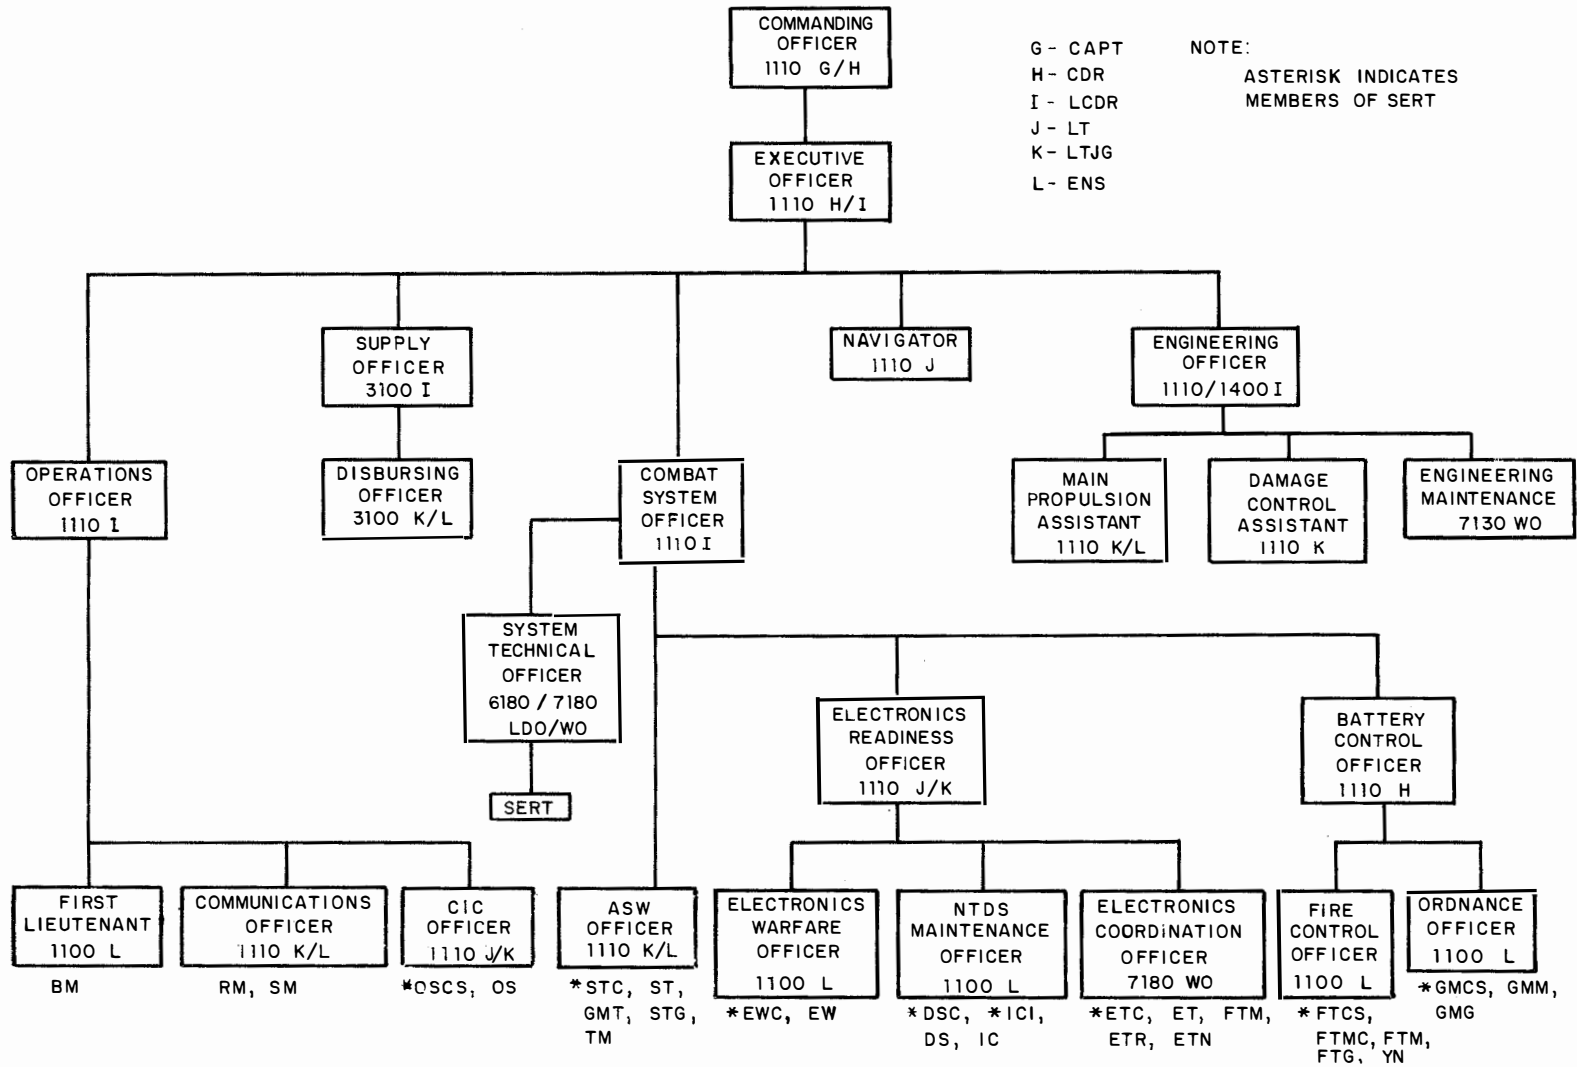 COMMANDING
OFFICER
1110 G/H
G- CAPT
H- CDR
I - LCDR
J - LT
K- LTJG
L- ENS
NOTE:
ASTERISK INDICATES
MEMBERS OF SERT
EXECUTIVE
OFFICER
1110 H/I
SUPPLY
OFFICER
3100 I
NAVIGATOR
1110 J
ENGINEERING
OFFICER
1110/1400 I
OPERATIONS
OFFICER
1110 I
DISBURSING
OFFICER
3100 K/L
COMBAT
SYSTEM
OFFICER
1110 I
MAIN
PROPULSION
ASSISTANT
1110 K/L
DAMAGE
CONTROL
ASSISTANT
1110 K
ENGINEERING
MAINTENANCE
7130 WO
SYSTEM
TECHNICAL
OFFICER
6180 / 7180
LDO/WO
SERT
ELECTRONICS
READINESS
OFFICER
1110 J/K
BATTERY
CONTROL
OFFICER
1110 H
FIRST
LIEUTENANT
1100 L
BM
COMMUNICATIONS
OFFICER
1110 K/L
RM, SM
CIC
OFFICER
1110 J/K
*OSCS, OS
ASW
OFFICER
1110 K/L
*STC, ST,
GMT, STG,
TM
ELECTRONICS
WARFARE
OFFICER
1100 L
*EWC, EW
NTDS
MAINTENANCE
OFFICER
1100 L
*DSC, *ICI,
DS, IC
ELECTRONICS
COORDINATION
OFFICER
7180 WO
*ETC, ET, FTM,
ETR, ETN
FIRE
CONTROL
OFFICER
1100 L
*FTCS,
FTMC, FTM,
FTG, YN
ORDNANCE
OFFICER
1100 L
*GMCS, GMM,
GMG